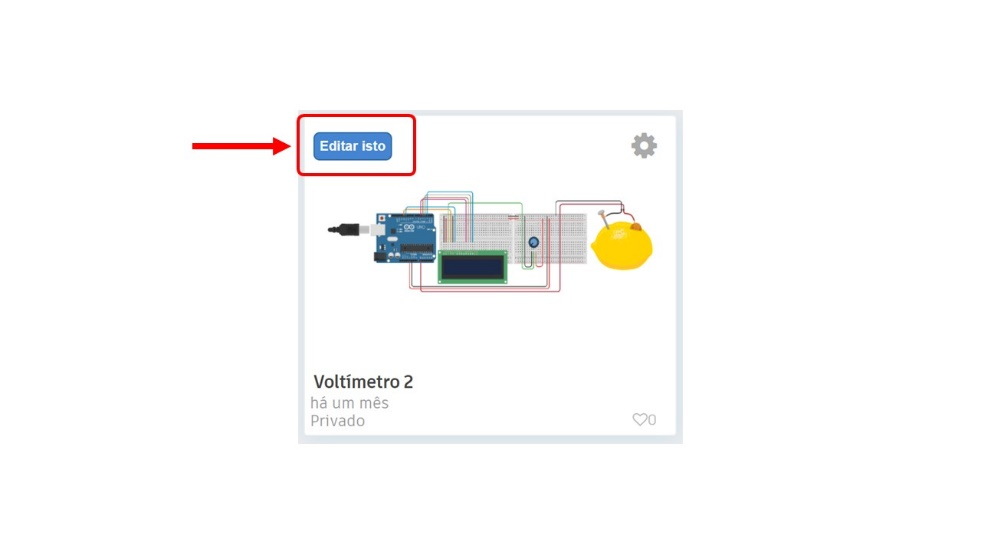 Editar isto
Voltímetro 2
há um mês
Privado
0